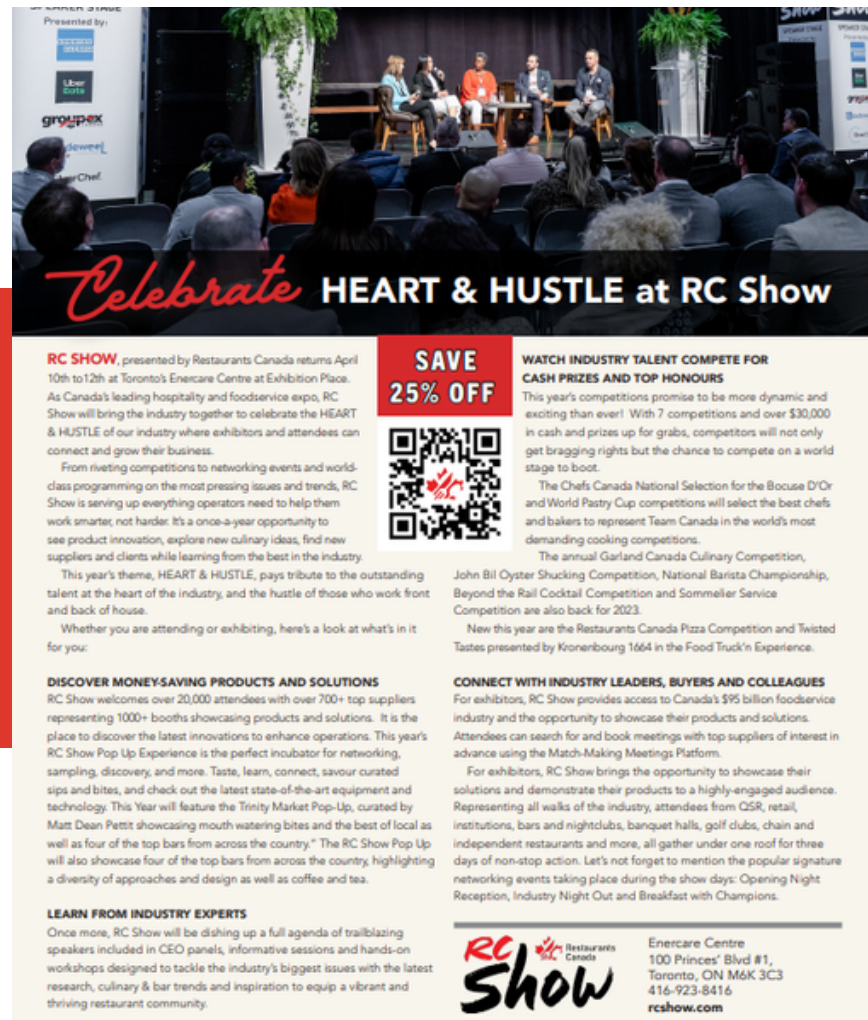 SPEAKER STAGE
Presented by:
Uber
Eats
groupex
Celebrate HEART & HUSTLE at RC Show
RC SHOW, presented by Restaurants Canada returns April
10th to12th at Toronto's Enercare Centre at Exhibition Place.
As Canada's leading hospitality and foodservice expo, RC
Show will bring the industry together to celebrate the HEART
& HUSTLE of our industry where exhibitors and attendees can
connect and grow their business.
From riveting competitions to networking events and world-
class programming on the most pressing issues and trends, RC
Show is serving up everything operators need to help them
work smarter, not harder. It's a once-a-year opportunity to
see product innovation, explore new culinary ideas, find new
suppliers and clients while learning from the best in the industry.
This year's theme, HEART & HUSTLE, pays tribute to the outstanding
talent at the heart of the industry, and the hustle of those who work front
and back of house.
Whether you are attending or exhibiting, here's a look at what's in it
for you:
DISCOVER MONEY-SAVING PRODUCTS AND SOLUTIONS
RC Show welcomes over 20,000 attendees with over 700+ top suppliers
representing 1000+ booths showcasing products and solutions. It is the
place to discover the latest innovations to enhance operations. This year's
RC Show Pop Up Experience is the perfect incubator for networking,
sampling, discovery, and more. Taste, learn, connect, savour curated
sips and bites, and check out the latest state-of-the-art equipment and
technology. This Year will feature the Trinity Market Pop-Up, curated by
Matt Dean Pettit showcasing mouth watering bites and the best of local as
well as four of the top bars from across the country." The RC Show Pop Up
will also showcase four of the top bars from across the country, highlighting
a diversity of approaches and design as well as coffee and tea.
LEARN FROM INDUSTRY EXPERTS
Once more, RC Show will be dishing up a full agenda of trailblazing
speakers included in CEO panels, informative sessions and hands-on
workshops designed to tackle the industry's biggest issues with the latest
research, culinary & bar trends and inspiration to equip a vibrant and
thriving restaurant community.
SAVE
25% OFF
WATCH INDUSTRY TALENT COMPETE FOR
CASH PRIZES AND TOP HONOURS
This year's competitions promise to be more dynamic and
exciting than ever! With 7 competitions and over $30,000
in cash and prizes up for grabs, competitors will not only
get bragging rights but the chance to compete on a world
stage to boot.
The Chefs Canada National Selection for the Bocuse D'Or
and World Pastry Cup competitions will select the best chefs
and bakers to represent Team Canada in the world's most
demanding cooking competitions.
The annual Garland Canada Culinary Competition,
John Bil Oyster Shucking Competition, National Barista Championship,
Beyond the Rail Cocktail Competition and Sommelier Service
Competition are also back for 2023.
New this year are the Restaurants Canada Pizza Competition and Twisted
Tastes presented by Kronenbourg 1664 in the Food Truck'n Experience.
CONNECT WITH INDUSTRY LEADERS, BUYERS AND COLLEAGUES
For exhibitors, RC Show provides access to Canada's $95 billion foodservice
industry and the opportunity to showcase their products and solutions.
Attendees can search for and book meetings with top suppliers of interest in
advance using the Match-Making Meetings Platform.
For exhibitors, RC Show brings the opportunity to showcase their
solutions and demonstrate their products to a highly-engaged audience.
Representing all walks of the industry, attendees from QSR, retail,
institutions, bars and nightclubs, banquet halls, golf clubs, chain and
independent restaurants and more, all gather under one roof for three
days of non-stop action. Let's not forget to mention the popular signature
networking events taking place during the show days: Opening Night
Reception, Industry Night Out and Breakfast with Champions.
RC
Show
Restaurants
Canada
Enercare Centre
100 Princes' Blvd #1,
Toronto, ON M6K 3C3
416-923-8416
rcshow.com